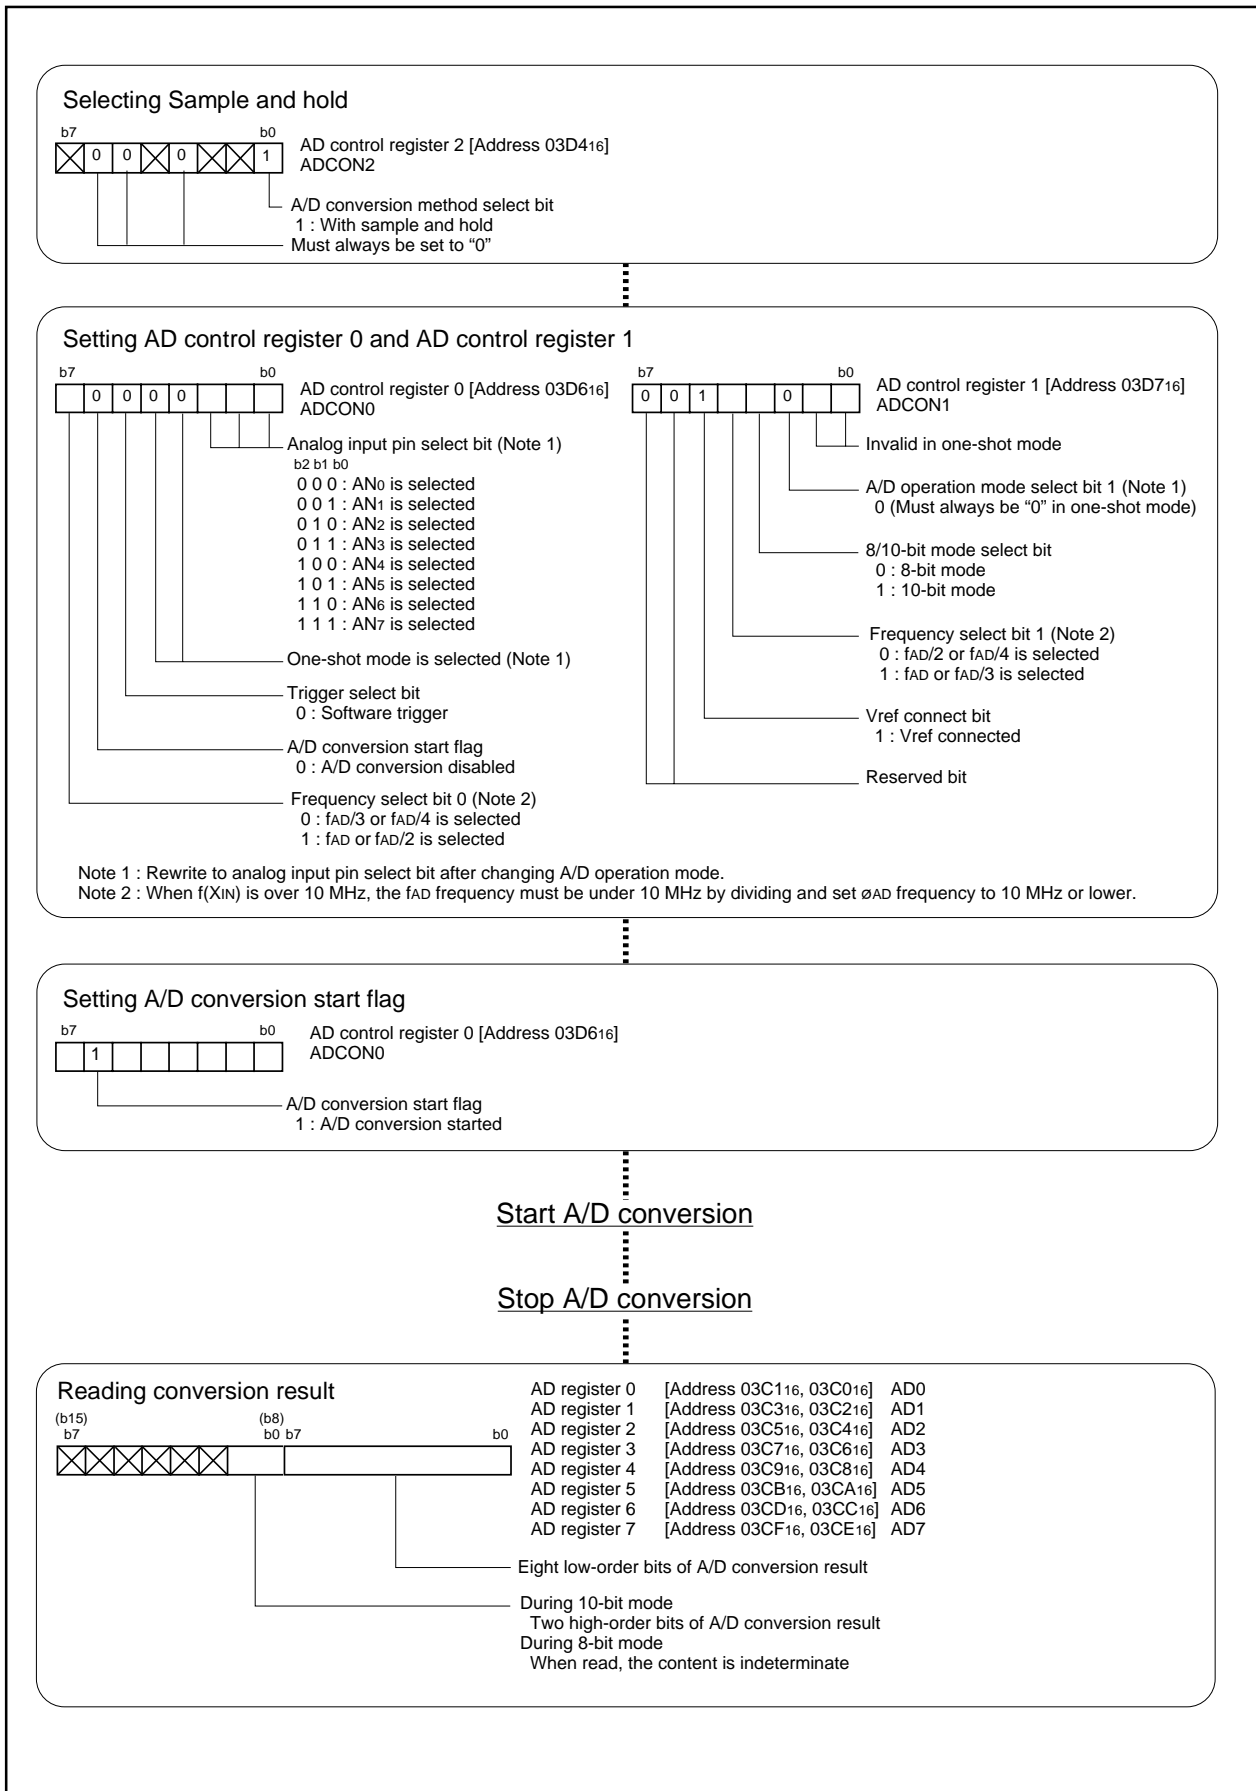 Selecting Sample and hold
b7 b0
0 0 0 1
AD control register 2 [Address 03D416]
ADCON2
A/D conversion method select bit
1 : With sample and hold
Must always be set to “0”
Setting AD control register 0 and AD control register 1
b7 b0
0 0 0 0
AD control register 0 [Address 03D616]
ADCON0
Analog input pin select bit (Note 1)
b2 b1 b0
0 0 0 : AN0 is selected
0 0 1 : AN1 is selected
0 1 0 : AN2 is selected
0 1 1 : AN3 is selected
1 0 0 : AN4 is selected
1 0 1 : AN5 is selected
1 1 0 : AN6 is selected
1 1 1 : AN7 is selected
One-shot mode is selected (Note 1)
Trigger select bit
0 : Software trigger
A/D conversion start flag
0 : A/D conversion disabled
Frequency select bit 0 (Note 2)
0 : fAD/3 or fAD/4 is selected
1 : fAD or fAD/2 is selected
b7 b0
0 0 1 0
AD control register 1 [Address 03D716]
ADCON1
Invalid in one-shot mode
A/D operation mode select bit 1 (Note 1)
0 (Must always be “0” in one-shot mode)
8/10-bit mode select bit
0 : 8-bit mode
1 : 10-bit mode
Frequency select bit 1 (Note 2)
0 : fAD/2 or fAD/4 is selected
1 : fAD or fAD/3 is selected
Vref connect bit
1 : Vref connected
Reserved bit
Note 1 : Rewrite to analog input pin select bit after changing A/D operation mode.
Note 2 : When f(XIN) is over 10 MHz, the fAD frequency must be under 10 MHz by dividing and set øAD frequency to 10 MHz or lower.
Setting A/D conversion start flag
b7 b0
1
AD control register 0 [Address 03D616]
ADCON0
A/D conversion start flag
1 : A/D conversion started
Start A/D conversion
Stop A/D conversion
Reading conversion result
(b15) (b8)
b7 b0 b7 b0
AD register 0 [Address 03C116, 03C016] AD0
AD register 1 [Address 03C316, 03C216] AD1
AD register 2 [Address 03C516, 03C416] AD2
AD register 3 [Address 03C716, 03C616] AD3
AD register 4 [Address 03C916, 03C816] AD4
AD register 5 [Address 03CB16, 03CA16] AD5
AD register 6 [Address 03CD16, 03CC16] AD6
AD register 7 [Address 03CF16, 03CE16] AD7
Eight low-order bits of A/D conversion result
During 10-bit mode
Two high-order bits of A/D conversion result
During 8-bit mode
When read, the content is indeterminate